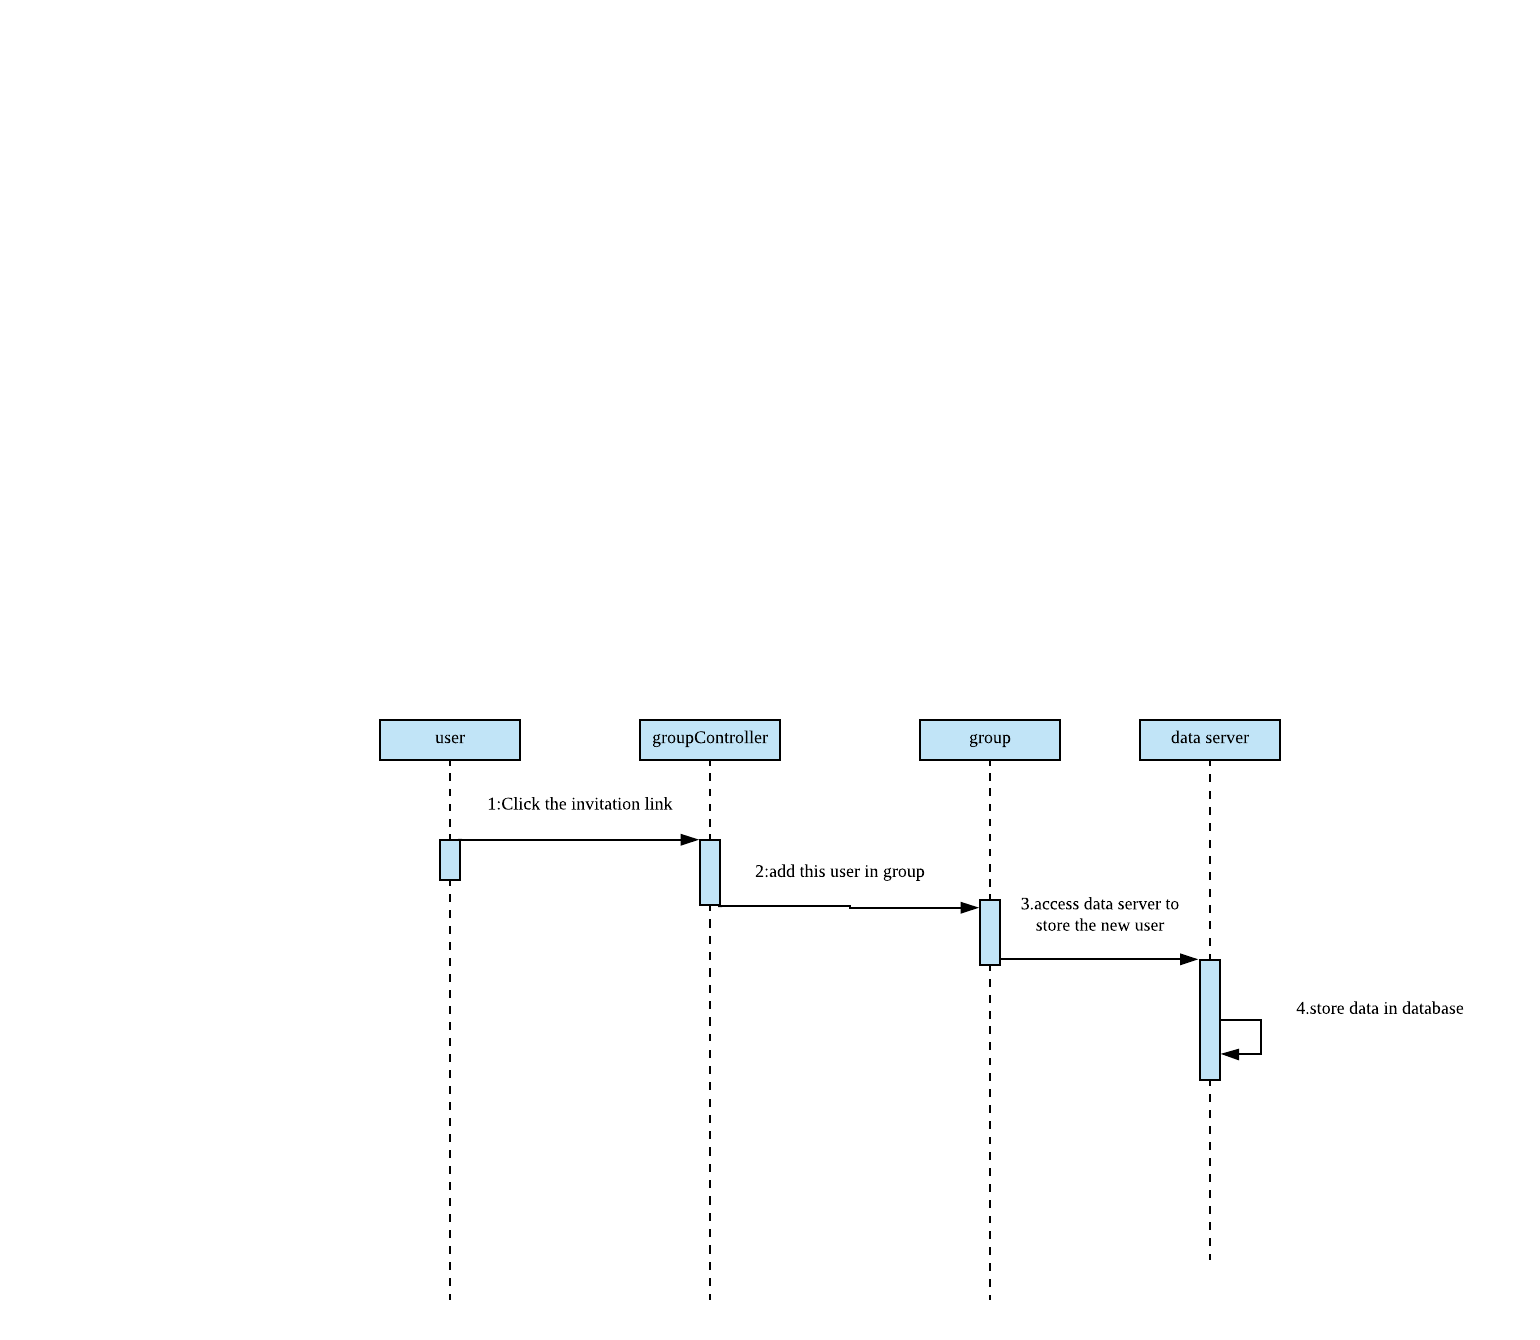 user
groupController
group
data server
1:Click the invitation link
2:add this user in group
3.access data server to
store the new user
4.store data in database